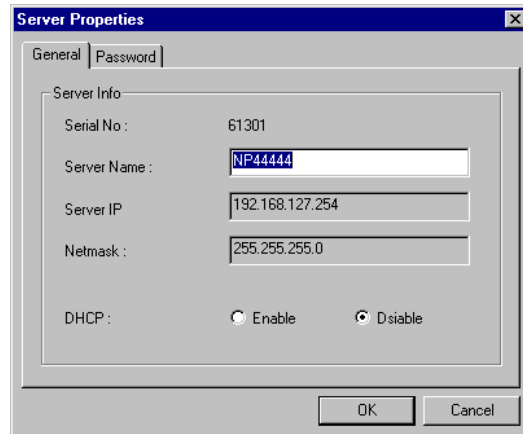 Server Properties
General Password
Server Info
Serial No : 61301
Server Name : NP44444
Server IP 192.168.127.254
Netmask : 255.255.255.0
DHCP : Enable Dsiable
OK Cancel